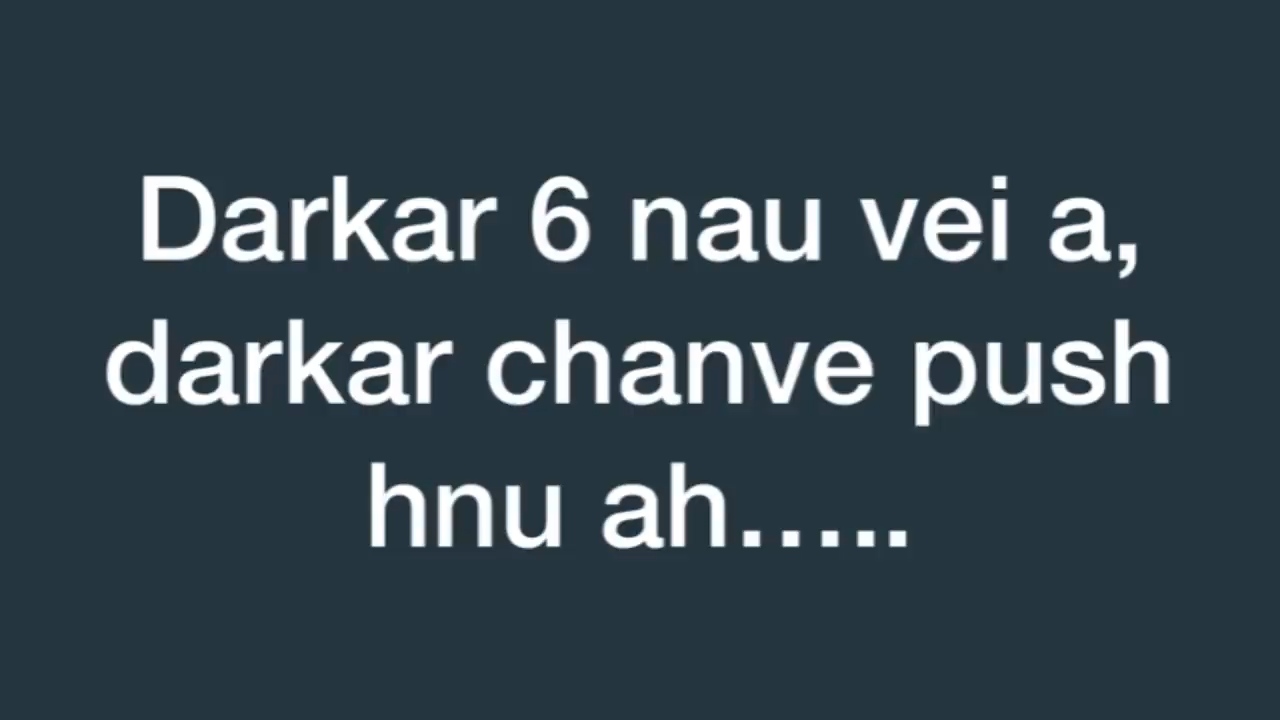 Darkar 6 nau vei a,
darkar chanve push
hnu ah.....